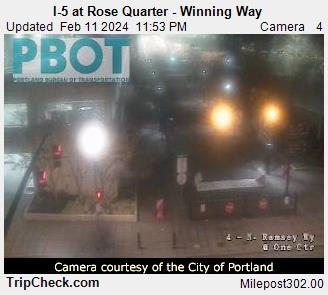 I-5 at Rose Quarter - Winning Way
Updated Feb 11 2024 11:53 PM Camera 4
PBOT
PORTLAND BUREAU OF TRANSPORTATION
4 - N. Ramsey Wy
@ One Ctr
Camera courtesy of the City of Portland
TripCheck.com Milepost302.00